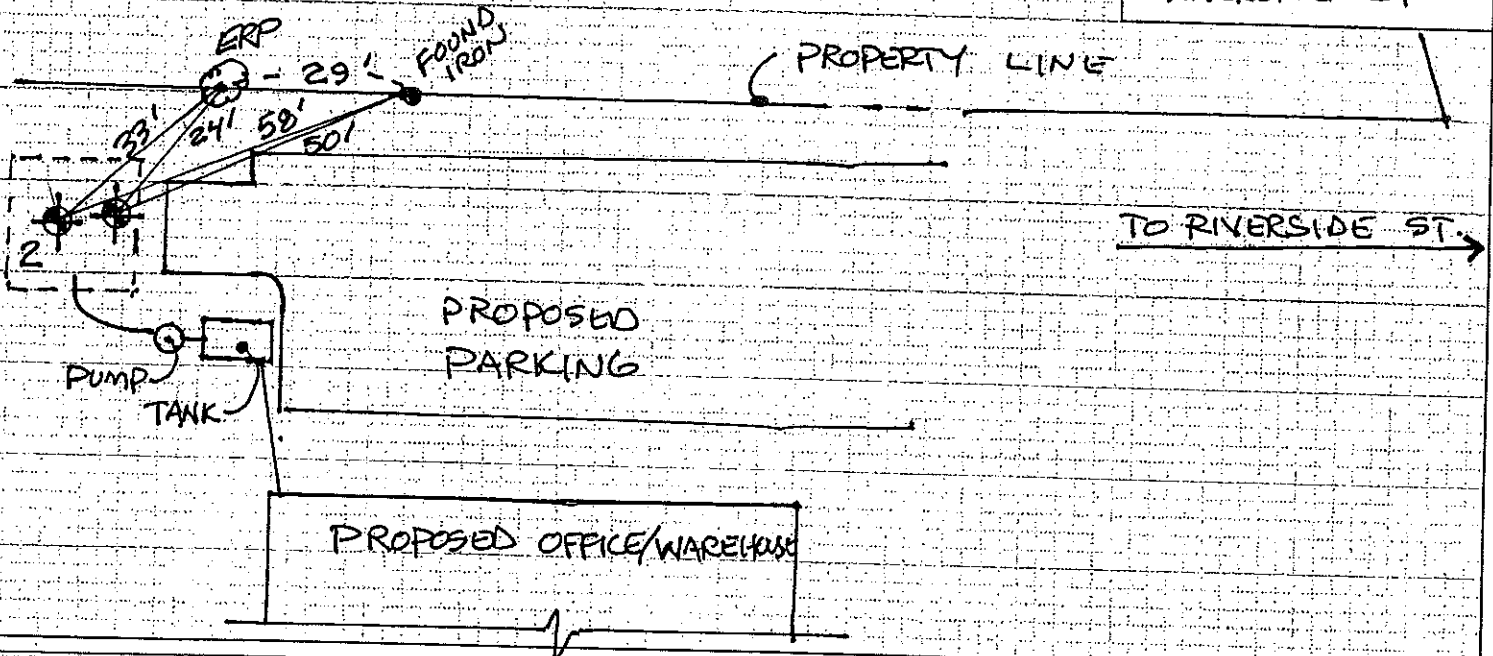 ERP
29'
FOUND
IRON
PROPERTY LINE
33'
24'
58'
50'
2
TO RIVERSIDE ST.
PROPOSED
PARKING
PUMP
TANK
PROPOSED OFFICE/WAREHOUSE